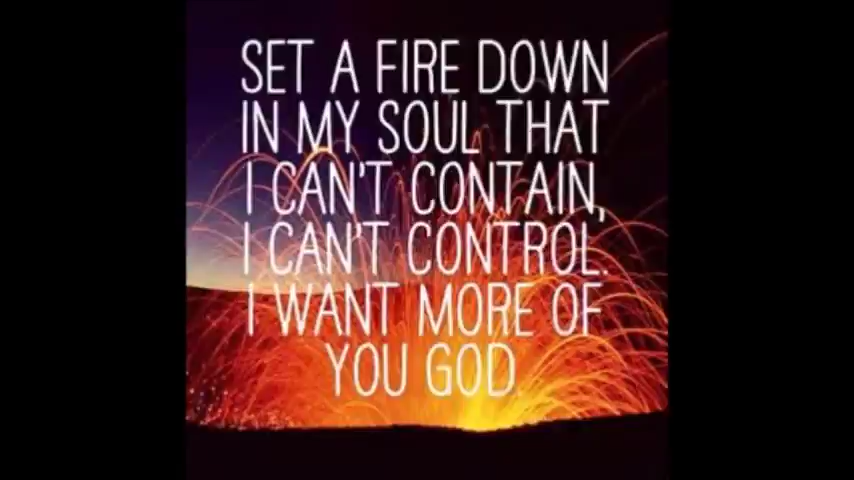 SET A FIRE DOWN
IN MY SOUL THAT
I CAN'T CONTAIN,
I CAN'T CONTROL.
I WANT MORE OF
YOU GOD.